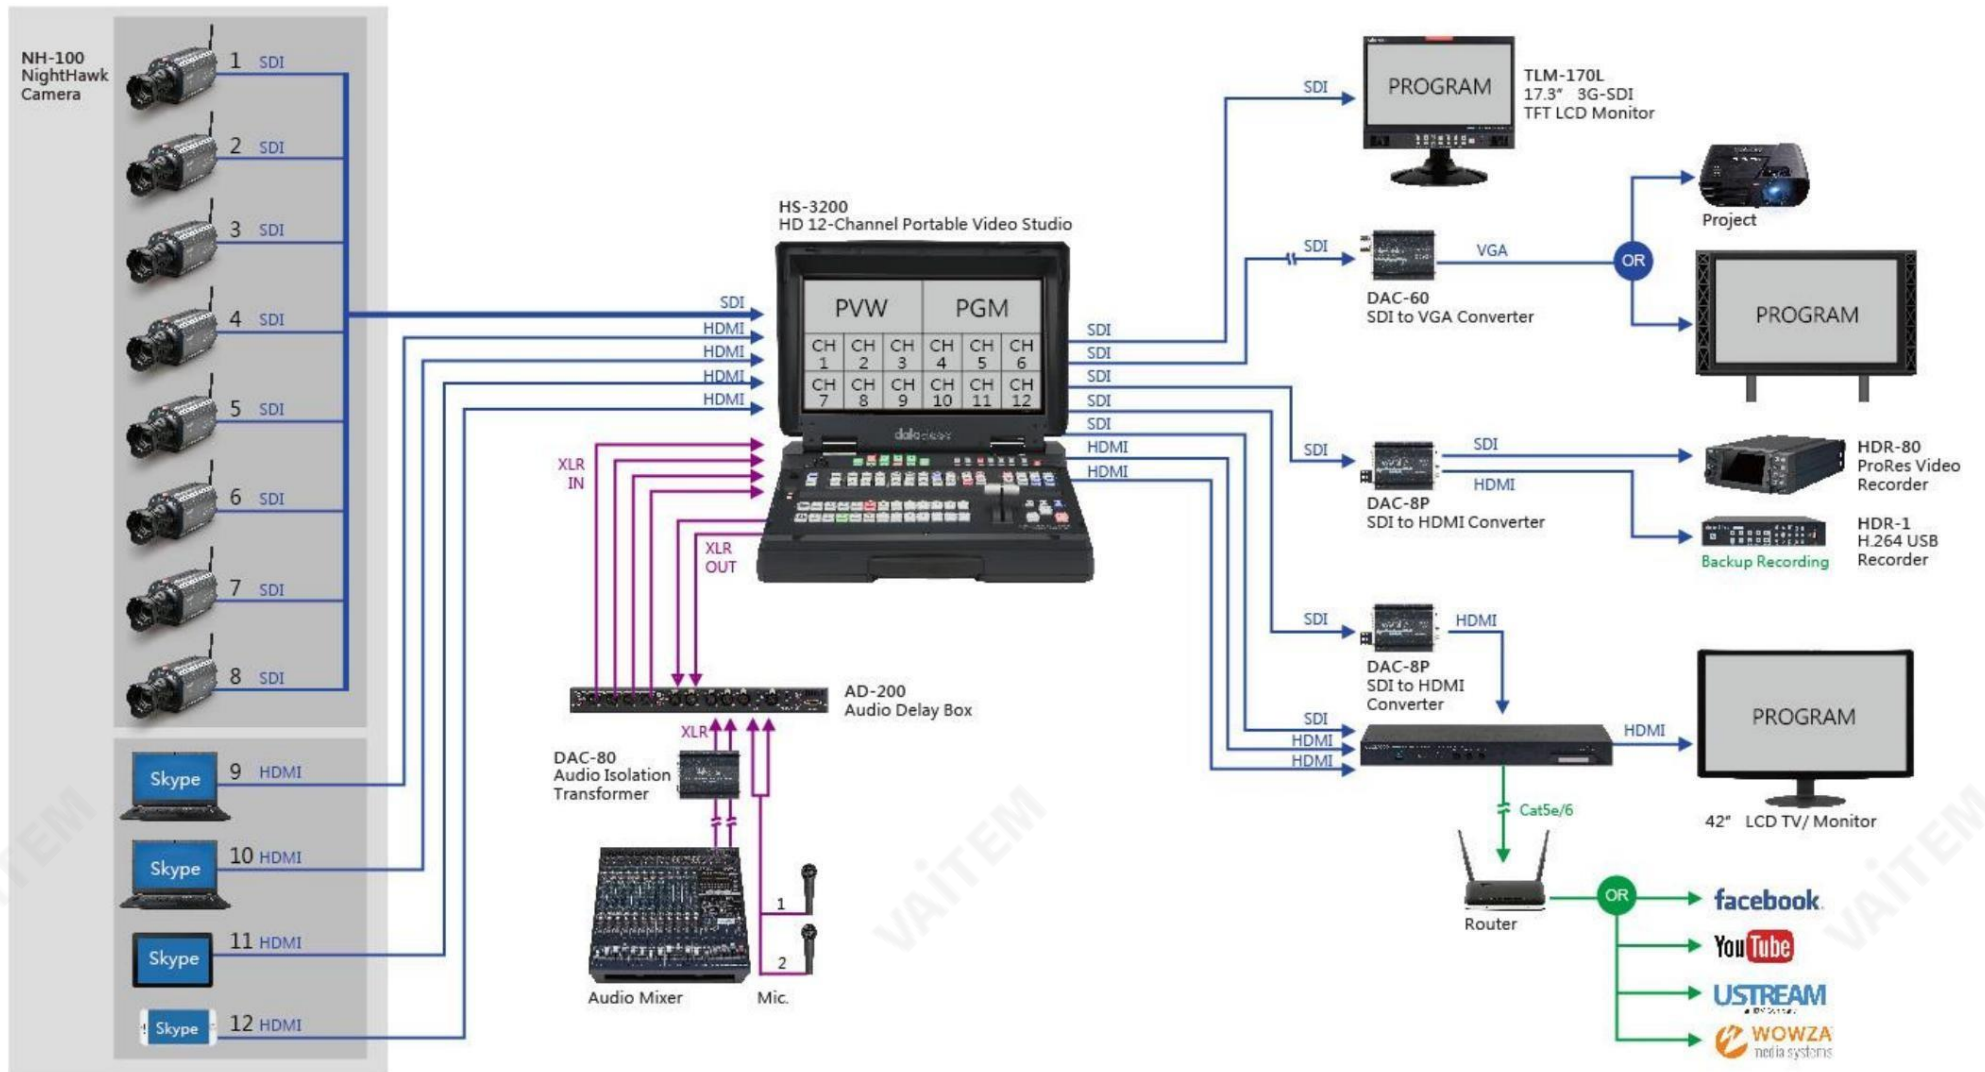 NH-100
NightHawk
Camera
1 SDI
2 SDI
3 SDI
4 SDI
5 SDI
6 SDI
7 SDI
8 SDI
Skype 9 HDMI
Skype 10 HDMI
Skype 11 HDMI
Skype 12 HDMI
SDI
HDMI
HDMI
HDMI
HDMI
HS-3200
HD 12-Channel Portable Video Studio
PVW PGM
CH 1 CH 2 CH 3 CH 4 CH 5 CH 6
CH 7 CH 8 CH 9 CH 10 CH 11 CH 12
datavideo
XLR
IN
XLR
OUT
AD-200
Audio Delay Box
XLR
DAC-80
Audio Isolation
Transformer
Audio Mixer
1
2
Mic.
SDI
SDI
SDI
SDI
SDI
HDMI
HDMI
SDI
PROGRAM
TLM-170L
17.3" 3G-SDI
TFT LCD Monitor
SDI
DAC-60
SDI to VGA Converter
VGA
OR
Project
PROGRAM
SDI
DAC-8P
SDI to HDMI Converter
SDI
HDMI
HDR-80
ProRes Video
Recorder
HDR-1
H.264 USB
Recorder
Backup Recording
SDI
HDMI
DAC-8P
SDI to HDMI
Converter
SDI
HDMI
HDMI
HDMI
PROGRAM
42" LCD TV/ Monitor
Cat5e/6
Router
OR
facebook.
YouTube
USTREAM
WOWZA
media systems
VAiTEM
VAiTEM